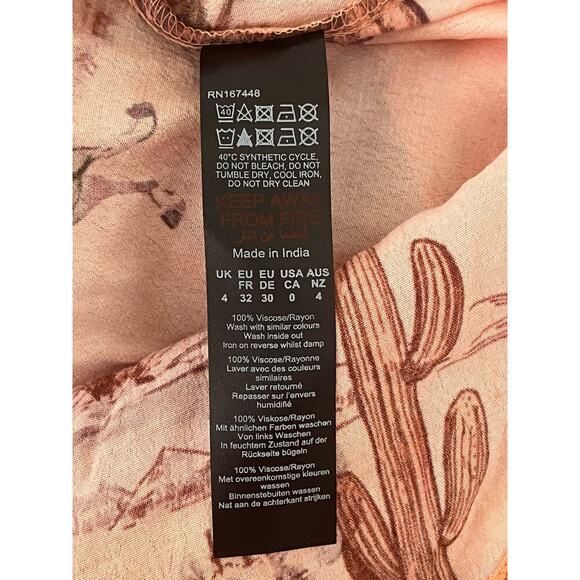 RN167448
40
40°C SYNTHETIC CYCLE,
DO NOT BLEACH, DO NOT
TUMBLE DRY, COOL IRON,
DO NOT DRY CLEAN
KEEP AWAY
FROM FIRE
Made in India
UK EU EU USA AUS
FR DE CA NZ
4 32 30 0 4
100% Viscose/Rayon
Wash with similar colours
Wash inside out
Iron on reverse whilst damp
100% Viscose/Rayonne
Laver avec des couleurs
similaires
Laver retourné
Repasser sur l'envers
humidifié
100% Viskose/Rayon
Mit ähnlichen Farben waschen
Von links Waschen
In feuchtem Zustand auf der
Rückseite bügeln
100% Viscose/Rayon
Met overeenkomstige kleuren
wassen
Binnenstebuiten wassen
Nat aan de achterkant strijken